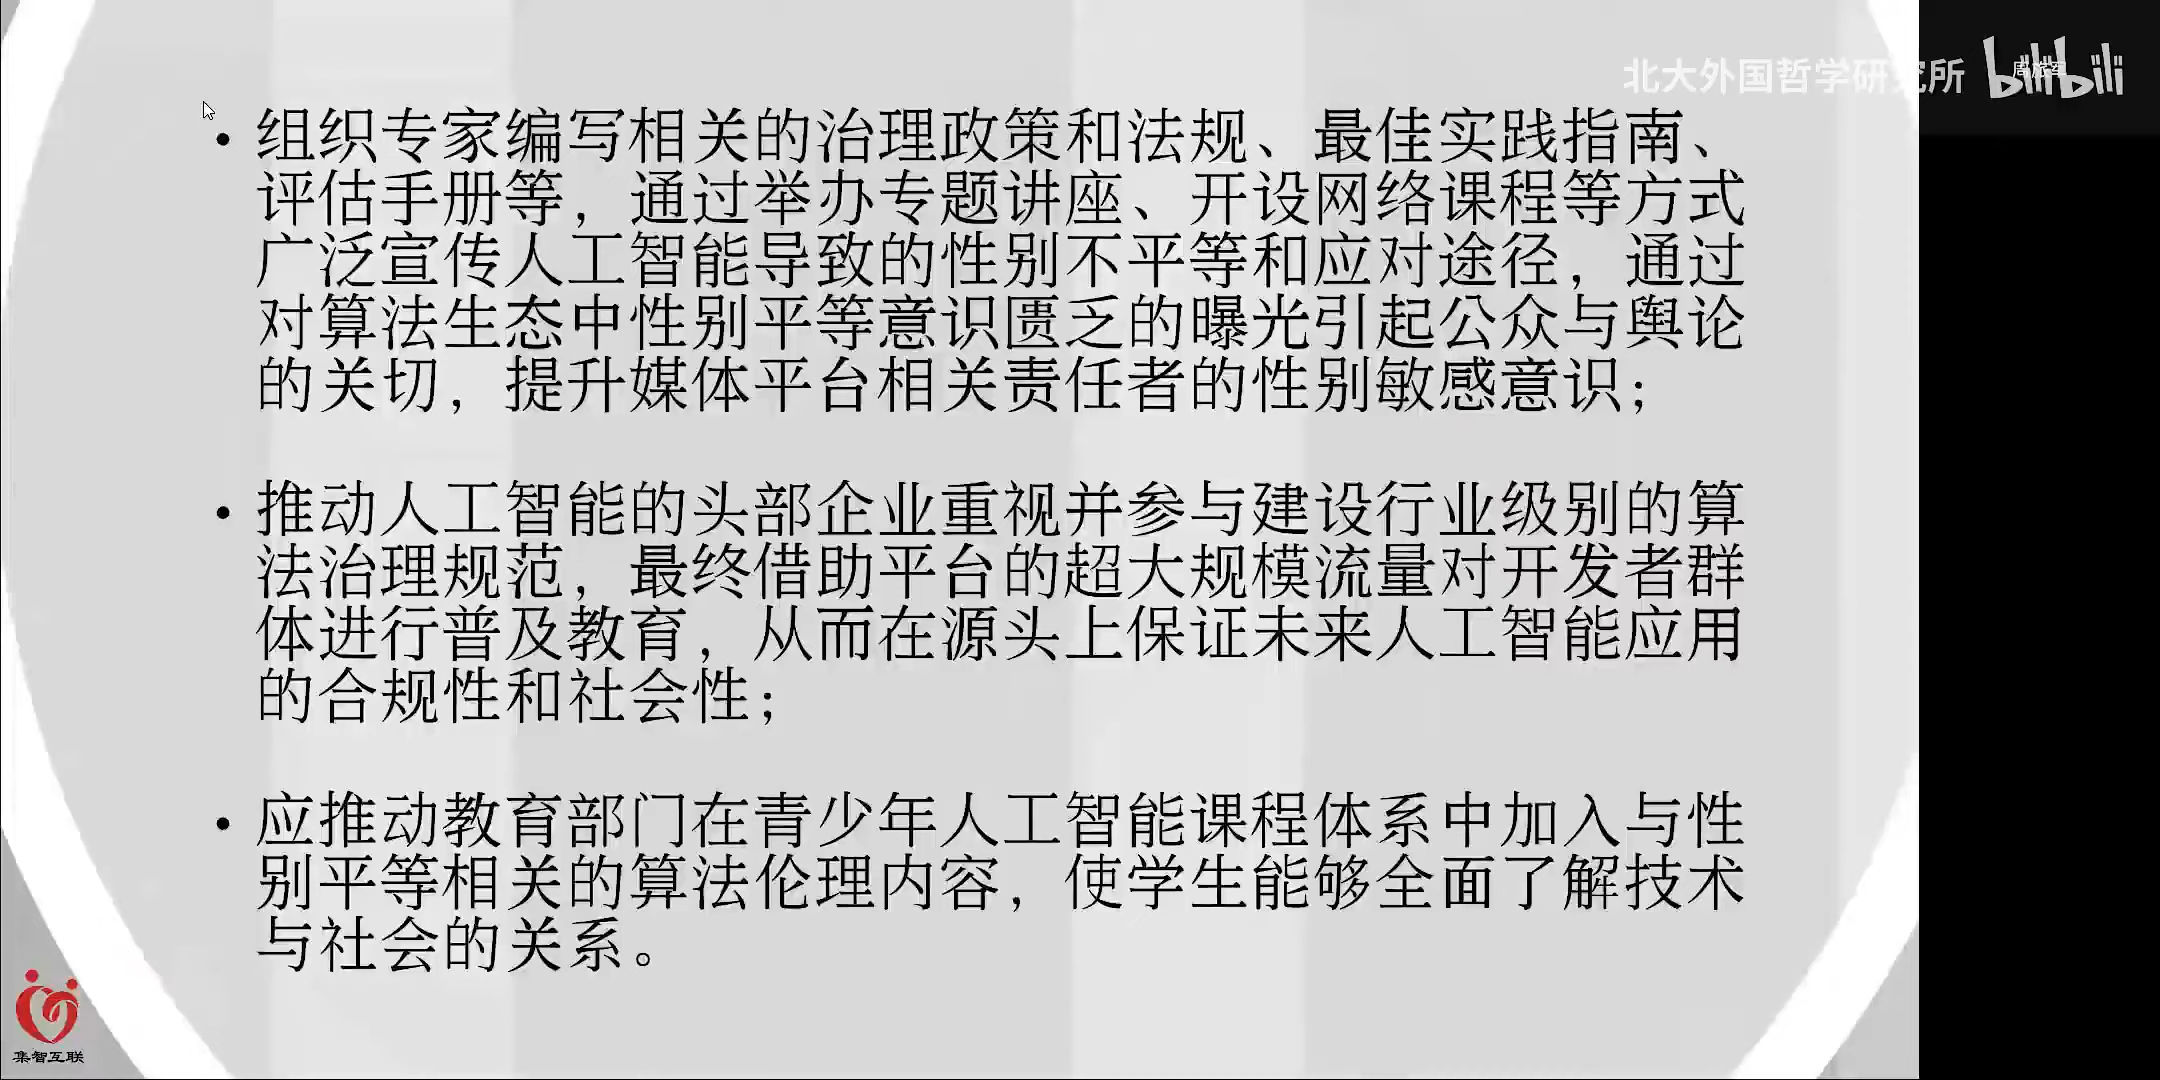 北大外国哲学研究所 bilibili
组织专家编写相关的治理政策和法规、最佳实践指南、
评估手册等，通过举办专题讲座、开设网络课程等方式
广泛宣传人工智能导致的性别不平等和应对途径，通过
对算法生态中性别平等意识匮乏的曝光引起公众与舆论
的关切，提升媒体平台相关责任者的性别敏感意识；
推动人工智能的头部企业重视并参与建设行业级别的算
法治理规范，最终借助平台的超大规模流量对开发者群
体进行普及教育，从而在源头上保证未来人工智能应用
的合规性和社会性；
应推动教育部门在青少年人工智能课程体系中加入与性
别平等相关的算法伦理内容，使学生能够全面了解技术
与社会的关系。
集智互联